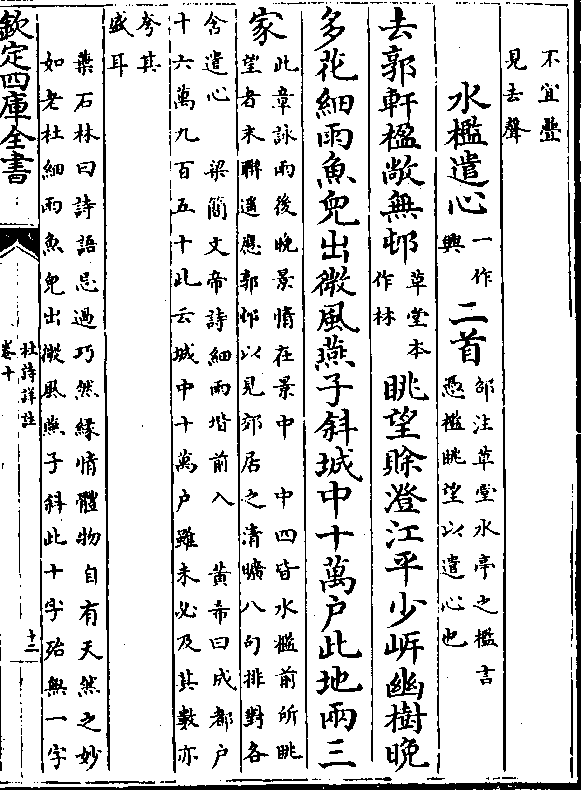 不宜疊
見去聲
水檻遣心一作興二首邵注草堂水亭之檻言
憑檻眺望以遣心也
去郭軒楹敞無邨草堂本作林眺望賒澄江平少岸幽樹晚
多花細雨魚兒出微風燕子斜城中十萬户此地兩三
家此章詠雨後晚景情在景中 中四皆水檻前所眺
望者末聯遥應郭邨以見郊居之清曠八句排對各
含遣心 梁簡文帝詩細雨堦前入 黄希曰成都户
十六萬九百五十此云城中十萬户雖未必及其數亦
夸其
盛耳
葉石林曰詩語忌過巧然緣情體物自有天然之妙
如老杜細雨魚兒出微風燕子斜此十字殆無一字
欽定四庫全書
杜詩詳註
卷十
十三